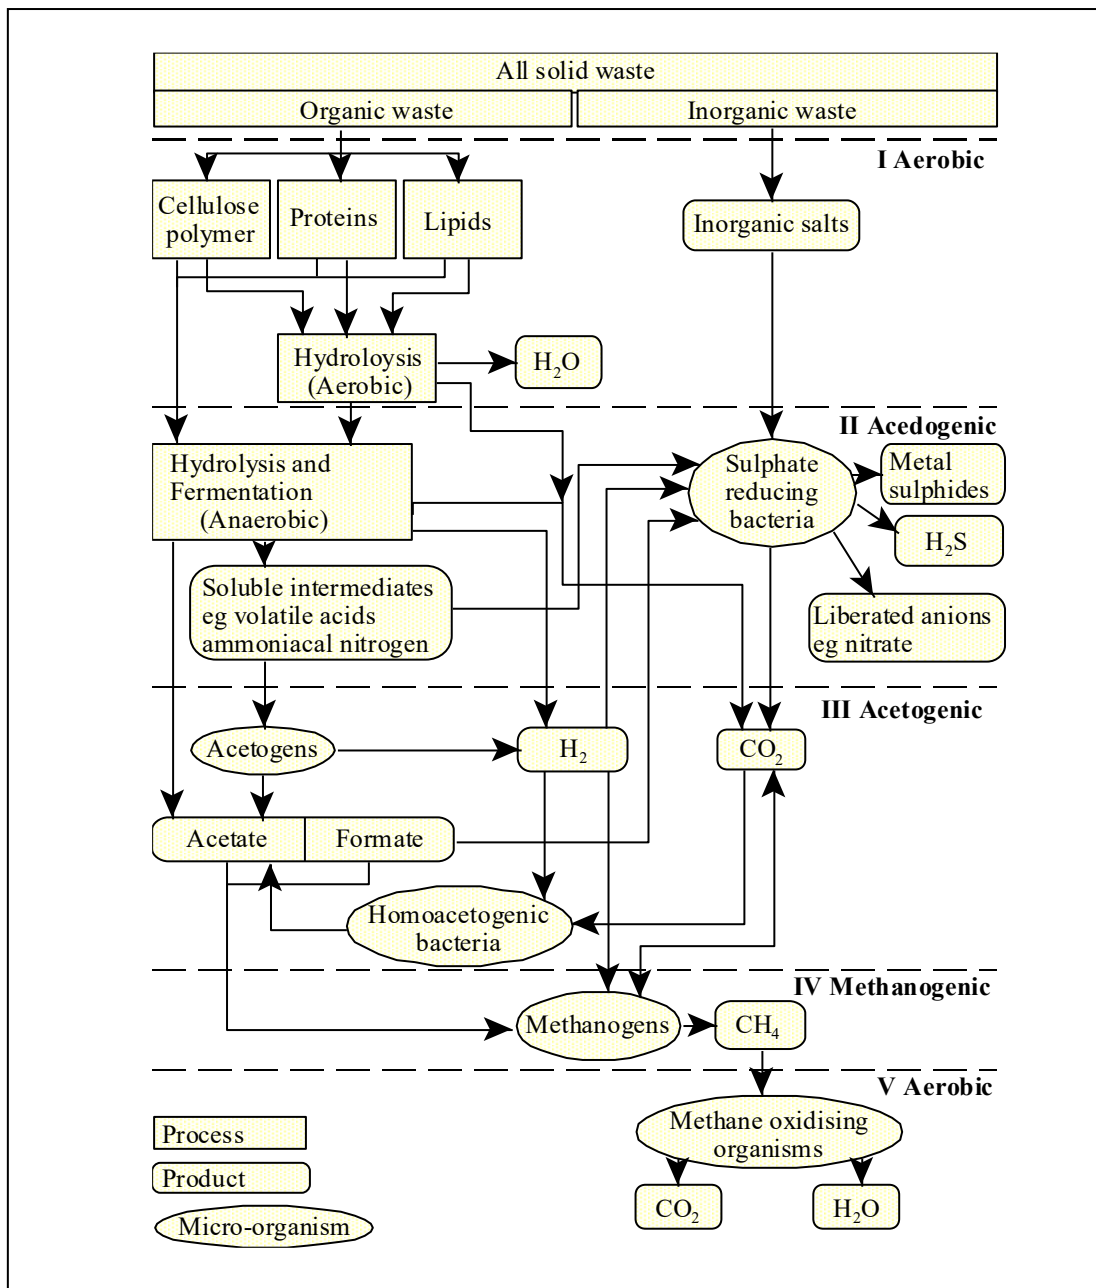 All solid waste
Organic waste
Inorganic waste
I Aerobic
Cellulose
polymer
Proteins
Lipids
Inorganic salts
Hydroloysis
(Aerobic)
H₂O
II Acedogenic
Hydrolysis and
Fermentation
(Anaerobic)
Sulphate
reducing
bacteria
Metal
sulphides
H₂S
Soluble intermediates
eg volatile acids
ammoniacal nitrogen
Liberated anions
eg nitrate
III Acetogenic
Acetogens
H₂
CO₂
Acetate
Formate
Homoacetogenic
bacteria
IV Methanogenic
Methanogens
CH₄
V Aerobic
Methane oxidising
organisms
Process
Product
Micro-organism
CO₂
H₂O